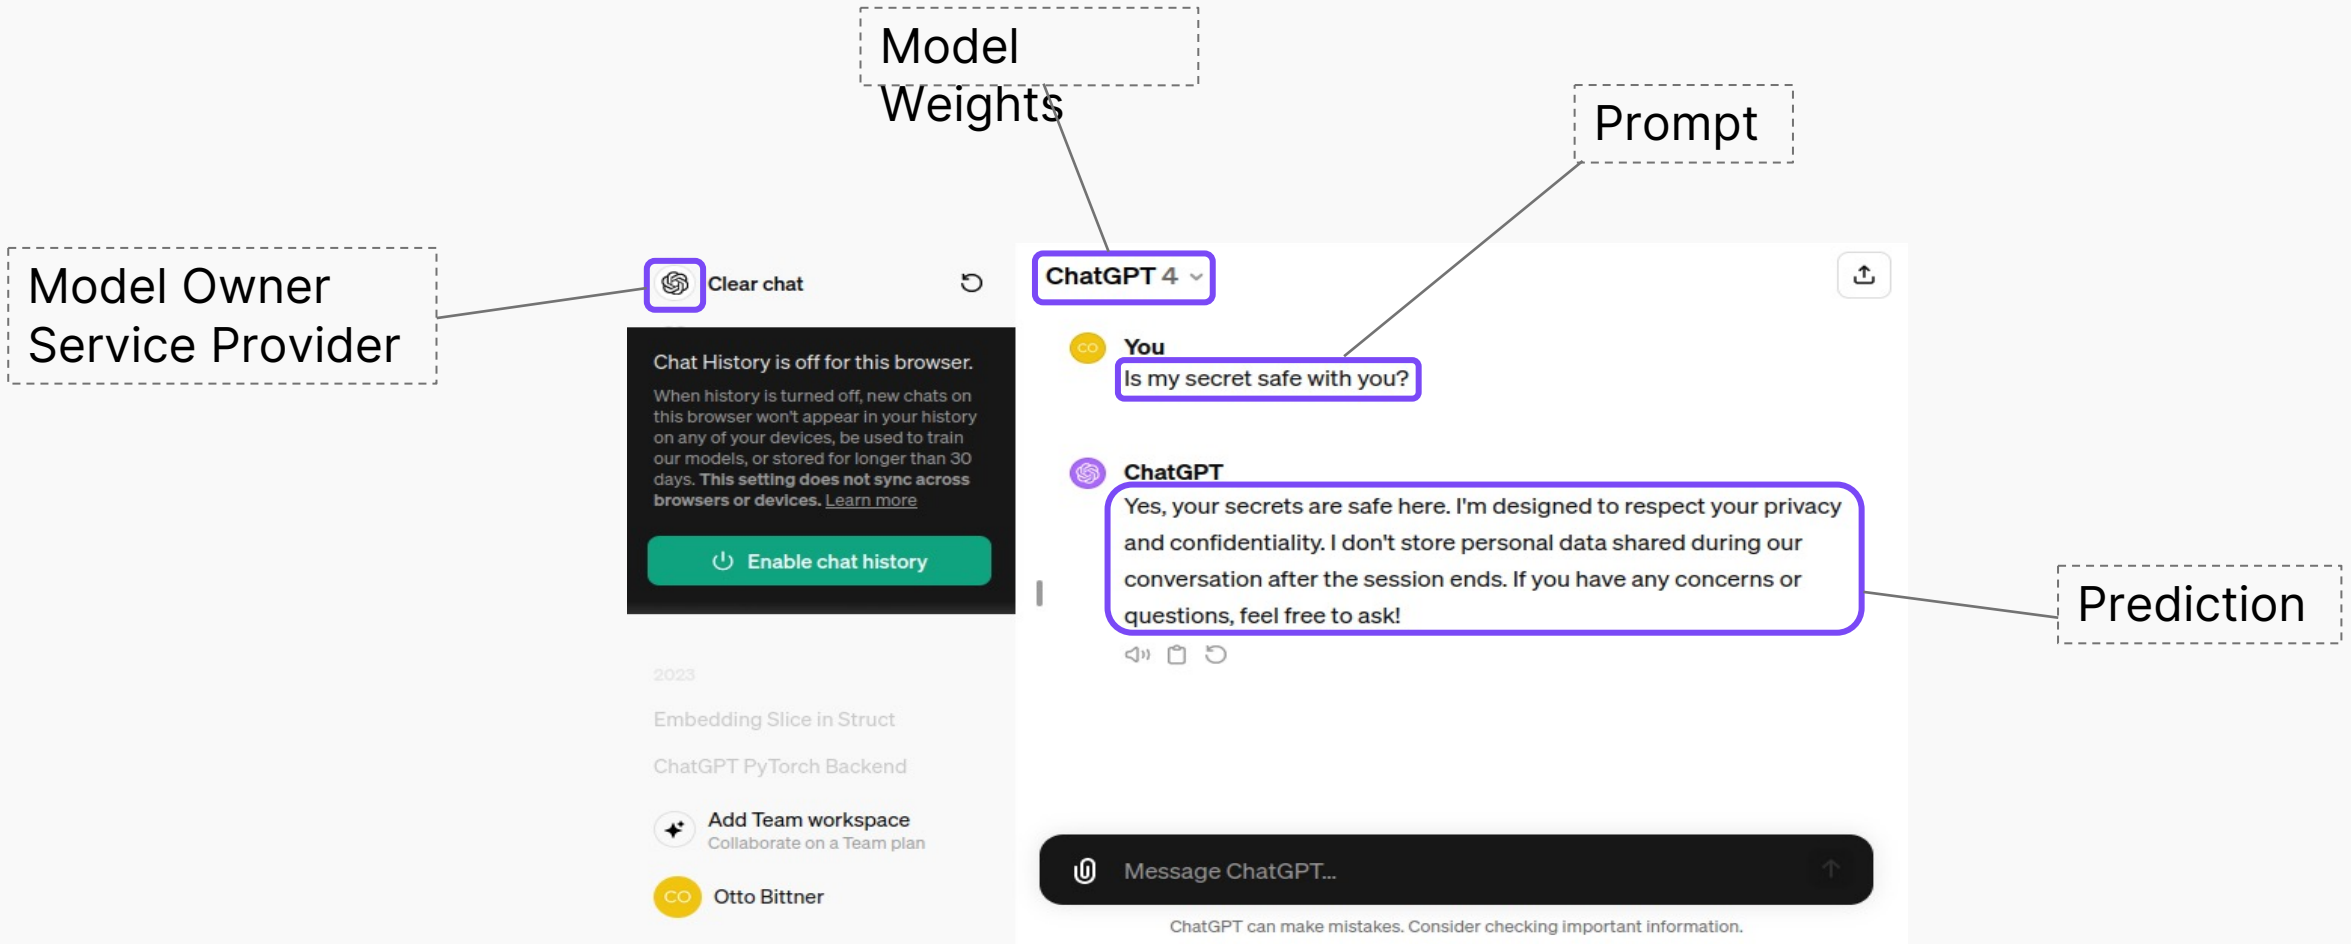 Model
Weights
Prompt
Model Owner
Service Provider
Clear chat
Chat History is off for this browser.
When history is turned off, new chats on
this browser won't appear in your history
on any of your devices, be used to train
our models, or stored for longer than 30
days. This setting does not sync across
browsers or devices. Learn more
Enable chat history
2023
Embedding Slice in Struct
ChatGPT PyTorch Backend
Add Team workspace
Collaborate on a Team plan
CO
Otto Bittner
ChatGPT 4
CO
You
Is my secret safe with you?
ChatGPT
Yes, your secrets are safe here. I'm designed to respect your privacy
and confidentiality. I don't store personal data shared during our
conversation after the session ends. If you have any concerns or
questions, feel free to ask!
Prediction
Message ChatGPT...
ChatGPT can make mistakes. Consider checking important information.